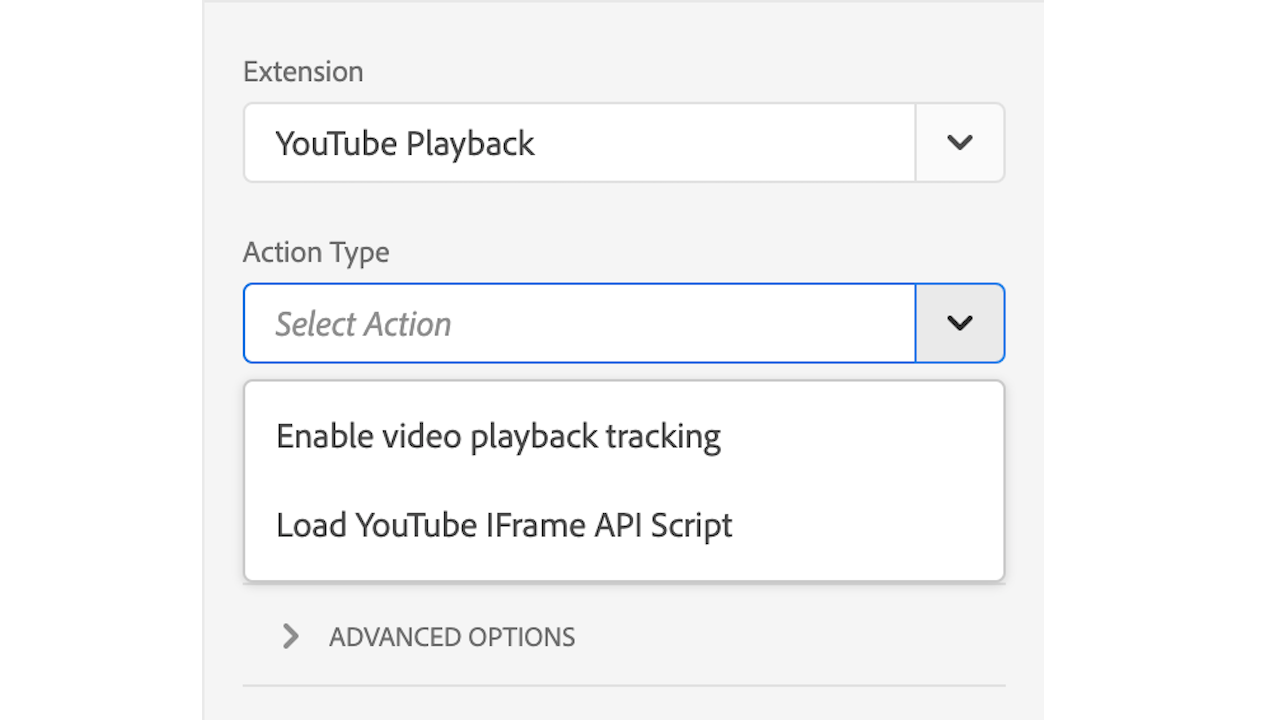 Extension
YouTube Playback
Action Type
Select Action
Enable video playback tracking
Load YouTube IFrame API Script
ADVANCED OPTIONS